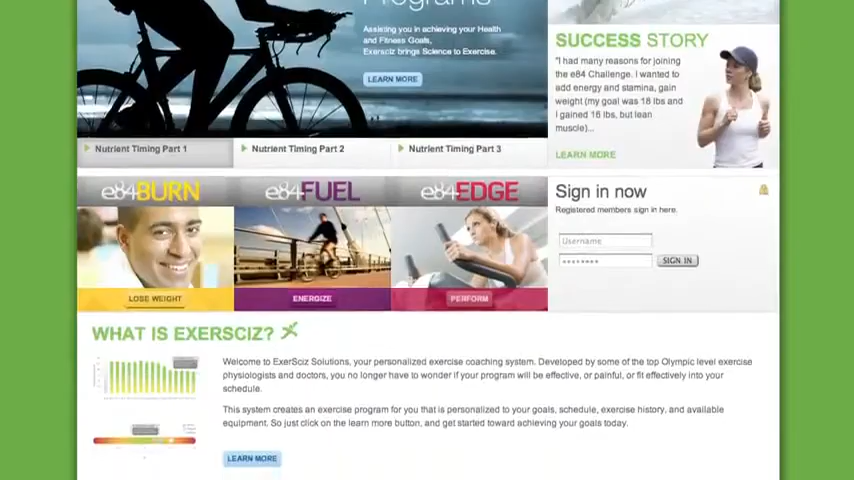 Programs
Assisting you in achieving your Health
and Fitness Goals,
Exersciz brings Science to Exercise.
LEARN MORE
Nutrient Timing Part 1
Nutrient Timing Part 2
Nutrient Timing Part 3
SUCCESS STORY
"I had many reasons for joining
the e84 Challenge. I wanted to
add energy and stamina, gain
weight (my goal was 18 lbs and
I gained 16 lbs, but lean
muscle)...
LEARN MORE
e84BURN
e84FUEL
e84EDGE
LOSE WEIGHT
ENERGIZE
PERFORM
Sign in now
Registered members sign in here.
Username
••••••••
SIGN IN
WHAT IS EXERSCIZ?
Welcome to ExerSciz Solutions, your personalized exercise coaching system. Developed by some of the top Olympic level exercise
physiologists and doctors, you no longer have to wonder if your program will be effective, or painful, or fit effectively into your
schedule.
This system creates an exercise program for you that is personalized to your goals, schedule, exercise history, and available
equipment. So just click on the learn more button, and get started toward achieving your goals today.
LEARN MORE